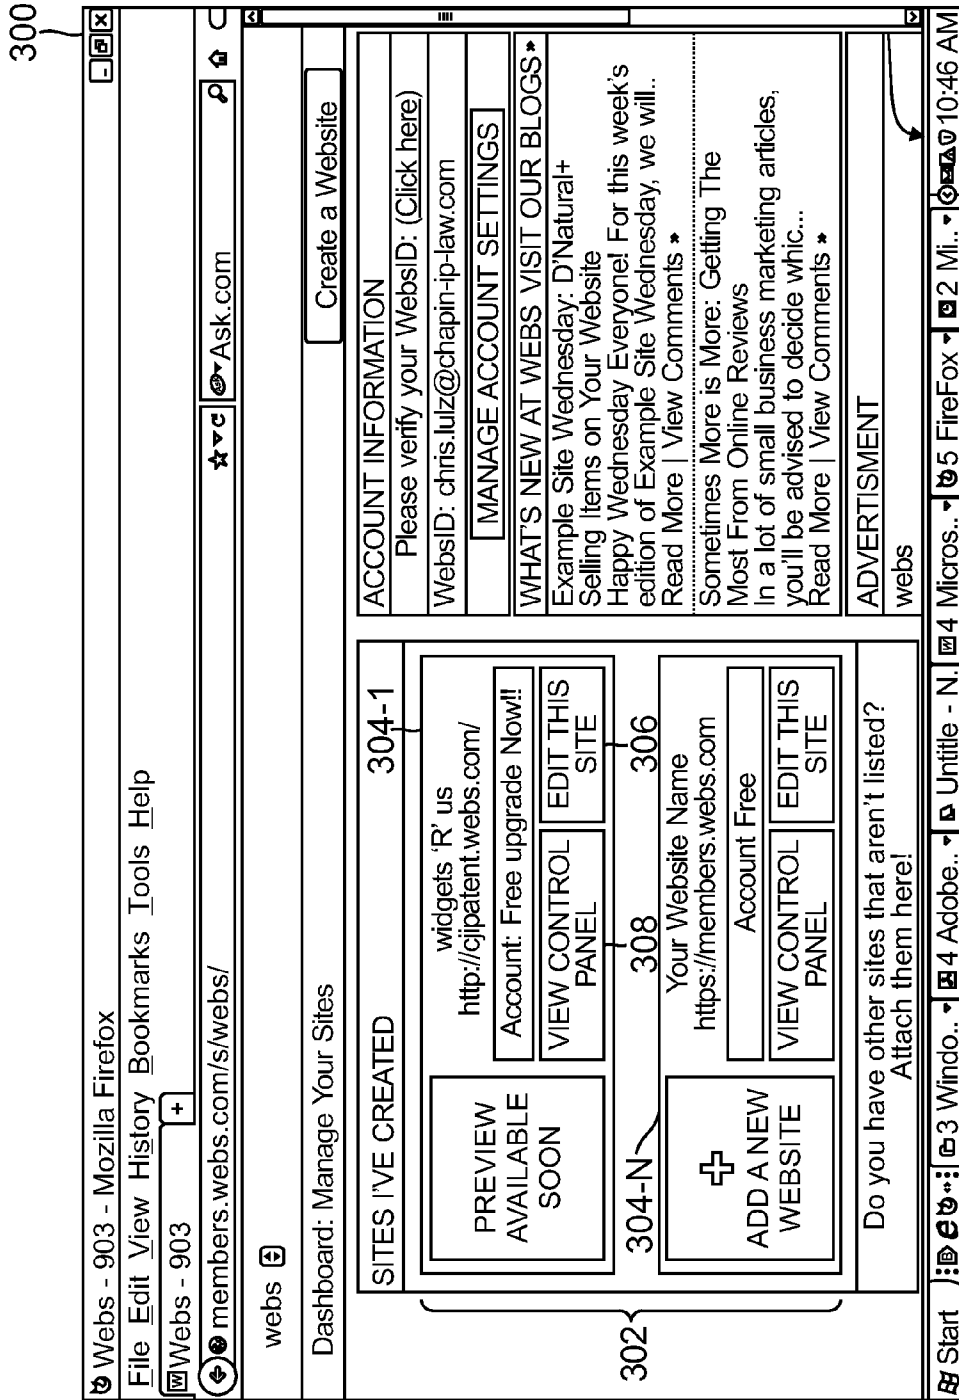 300
Webs - 903 - Mozilla Firefox
File Edit View History Bookmarks Tools Help
Webs - 903 +
members.webs.com/s/webs/
Ask.com
webs
Create a Website
Dashboard: Manage Your Sites
SITES I'VE CREATED
304-1
PREVIEW
AVAILABLE
SOON
widgets 'R' us
http://cjipatent.webs.com/
Account: Free upgrade Now!!
VIEW CONTROL
PANEL
EDIT THIS
SITE
302
304-N
308
306
ADD A NEW
WEBSITE
Your Website Name
https://members.webs.com
Account Free
VIEW CONTROL
PANEL
EDIT THIS
SITE
Do you have other sites that aren't listed?
Attach them here!
ACCOUNT INFORMATION
Please verify your WebsID: (Click here)
WebsID: chris.lulz@chapin-ip-law.com
MANAGE ACCOUNT SETTINGS
WHAT'S NEW AT WEBS VISIT OUR BLOGS »
Example Site Wednesday: D'Natural+
Selling Items on Your Website
Happy Wednesday Everyone! For this week's
edition of Example Site Wednesday, we will..
Read More | View Comments »
Sometimes More is More: Getting The
Most From Online Reviews
In a lot of small business marketing articles,
you'll be advised to decide whic...
Read More | View Comments »
ADVERTISMENT
webs
Start 3 Windo.. 4 Adobe.. Untitle - N. 4 Micros.. 5 FireFox 2 Mi.. 10:46 AM